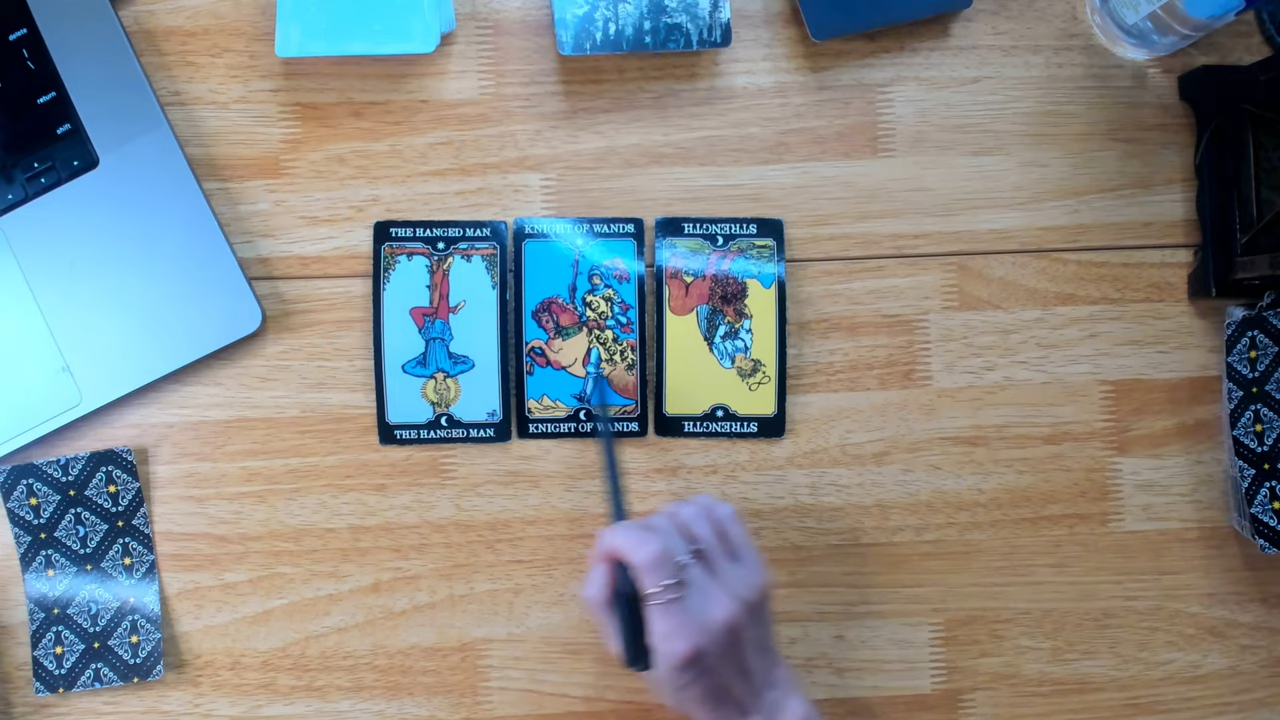 delete
return
shift
THE HANGED MAN.
THE HANGED MAN.
KNIGHT OF WANDS.
KNIGHT OF WANDS.
STRENGTH
STRENGTH